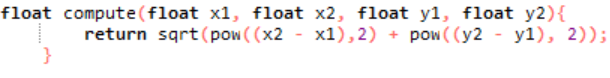 float compute(float x1, float x2, float y1, float y2){
return sqrt(pow((x2 - x1),2) + pow((y2 - y1), 2));
}